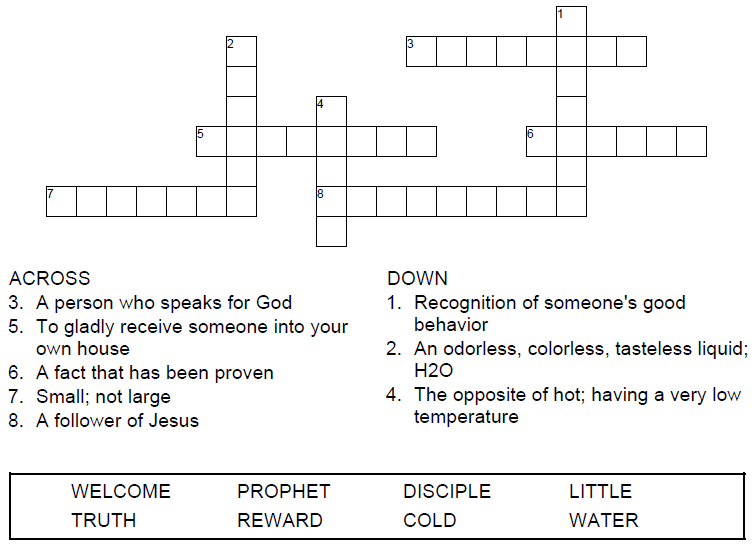 1
2
3
4
5
6
7
8
ACROSS
3. A person who speaks for God
5. To gladly receive someone into your
own house
6. A fact that has been proven
7. Small; not large
8. A follower of Jesus
DOWN
1. Recognition of someone's good
behavior
2. An odorless, colorless, tasteless liquid;
H2O
4. The opposite of hot; having a very low
temperature
WELCOME PROPHET DISCIPLE LITTLE
TRUTH REWARD COLD WATER